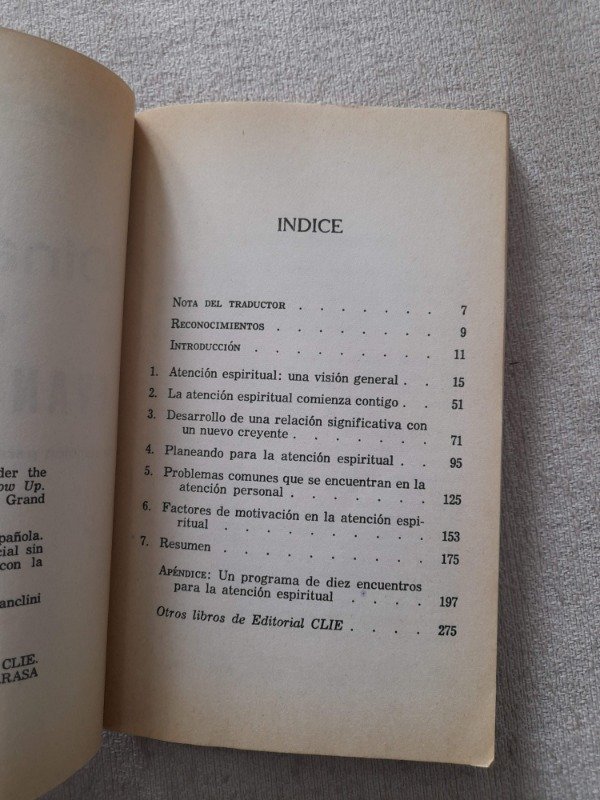 der the
ow Up.
Grand
pañola.
cial sin
con la
anclini
CLIE.
RRASA
INDICE
NOTA DEL TRADUCTOR . . . . . . 7
RECONOCIMIENTOS . . . . . . . 9
INTRODUCCIÓN . . . . . . . . 11
1. Atención espiritual: una visión general . . 15
2. La atención espiritual comienza contigo . . 51
3. Desarrollo de una relación significativa con
un nuevo creyente . . . . . . . 71
4. Planeando para la atención espiritual . . 95
5. Problemas comunes que se encuentran en la
atención personal . . . . . . 125
6. Factores de motivación en la atención espi-
ritual . . . . . . . . . 153
7. Resumen . . . . . . . . . 175
APÉNDICE: Un programa de diez encuentros
para la atención espiritual . . . . 197
Otros libros de Editorial CLIE . . . . 275